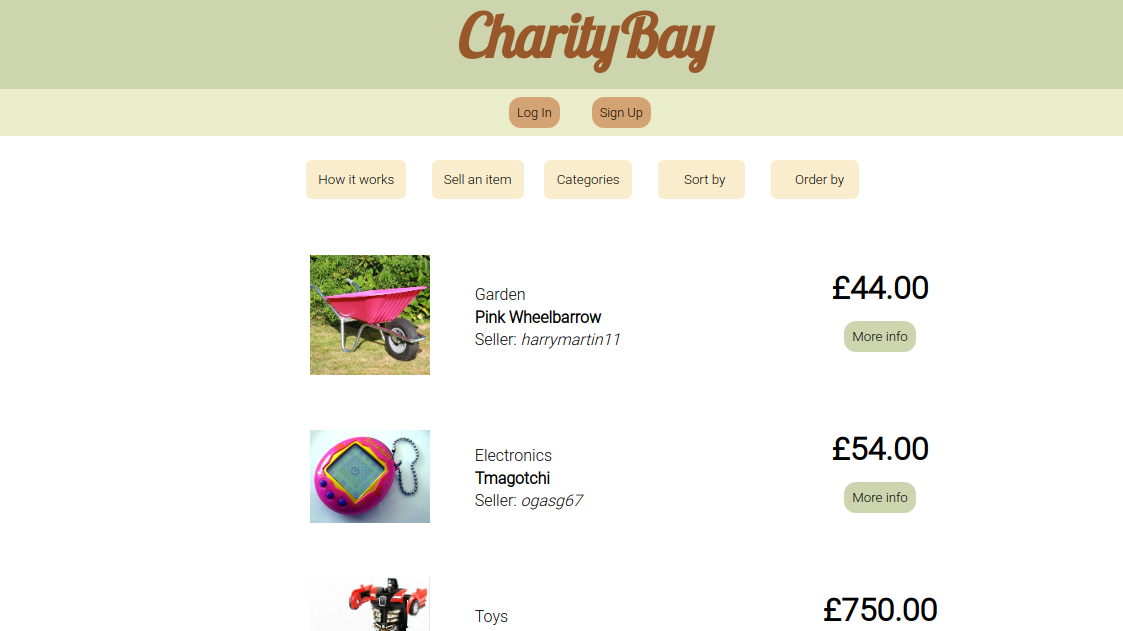 CharityBay
Log In Sign Up
How it works Sell an item Categories Sort by Order by
Garden
Pink Wheelbarrow
Seller: harrymartin11
£44.00
More info
Electronics
Tmagotchi
Seller: ogasg67
£54.00
More info
Toys
£750.00